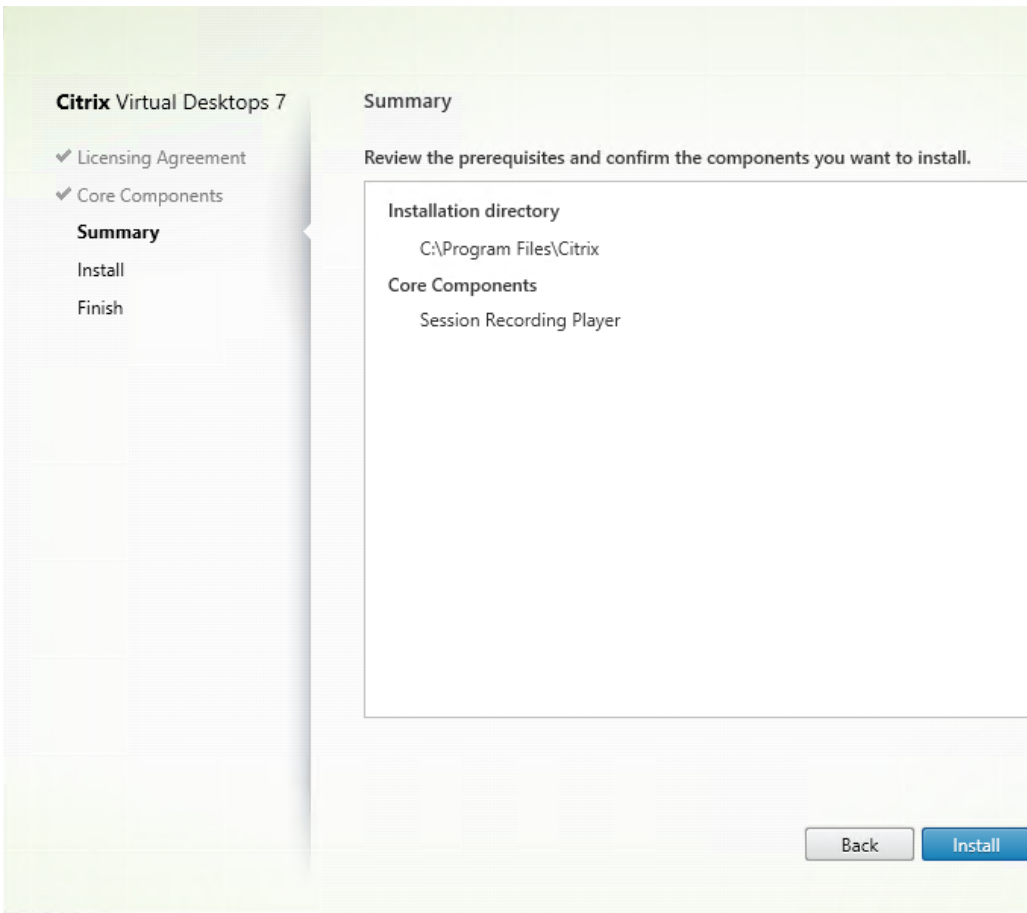 Citrix Virtual Desktops 7
Licensing Agreement
Core Components
Summary
Install
Finish
Summary
Review the prerequisites and confirm the components you want to install.
Installation directory
C:\Program Files\Citrix
Core Components
Session Recording Player
Back
Install